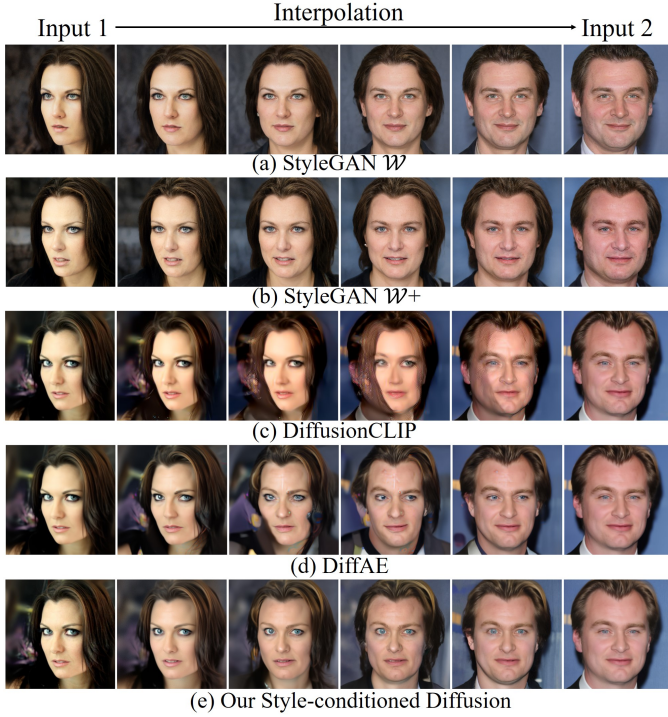 Interpolation
Input 1
Input 2
(a) StyleGAN 𝒲
(b) StyleGAN 𝒲+
(c) DiffusionCLIP
(d) DiffAE
(e) Our Style-conditioned Diffusion